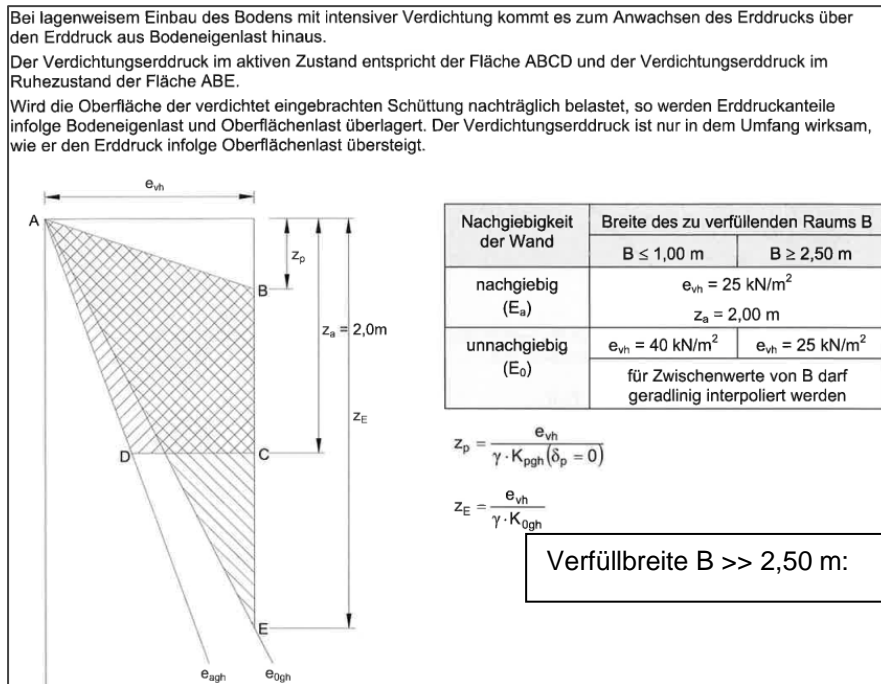 Bei lagenweisem Einbau des Bodens mit intensiver Verdichtung kommt es zum Anwachsen des Erddrucks über
den Erddruck aus Bodeneigenlast hinaus.
Der Verdichtungserddruck im aktiven Zustand entspricht der Fläche ABCD und der Verdichtungserddruck im
Ruhezustand der Fläche ABE.
Wird die Oberfläche der verdichtet eingebrachten Schüttung nachträglich belastet, so werden Erddruckanteile
infolge Bodeneigenlast und Oberflächenlast überlagert. Der Verdichtungserddruck ist nur in dem Umfang wirksam,
wie er den Erddruck infolge Oberflächenlast übersteigt.
e_vh
A
z_p
B
z_a = 2,0m
z_E
D
C
E
e_agh
e_0gh
Nachgiebigkeit
der Wand
Breite des zu verfüllenden Raums B
B ≤ 1,00 m
B ≥ 2,50 m
nachgiebig
(E_a)
e_vh = 25 kN/m²
z_a = 2,00 m
unnachgiebig
(E_0)
e_vh = 40 kN/m²
e_vh = 25 kN/m²
für Zwischenwerte von B darf
geradlinig interpoliert werden
z_p = e_vh / (γ · K_pgh(δ_p = 0))
z_E = e_vh / (γ · K_0gh)
Verfüllbreite B >> 2,50 m: